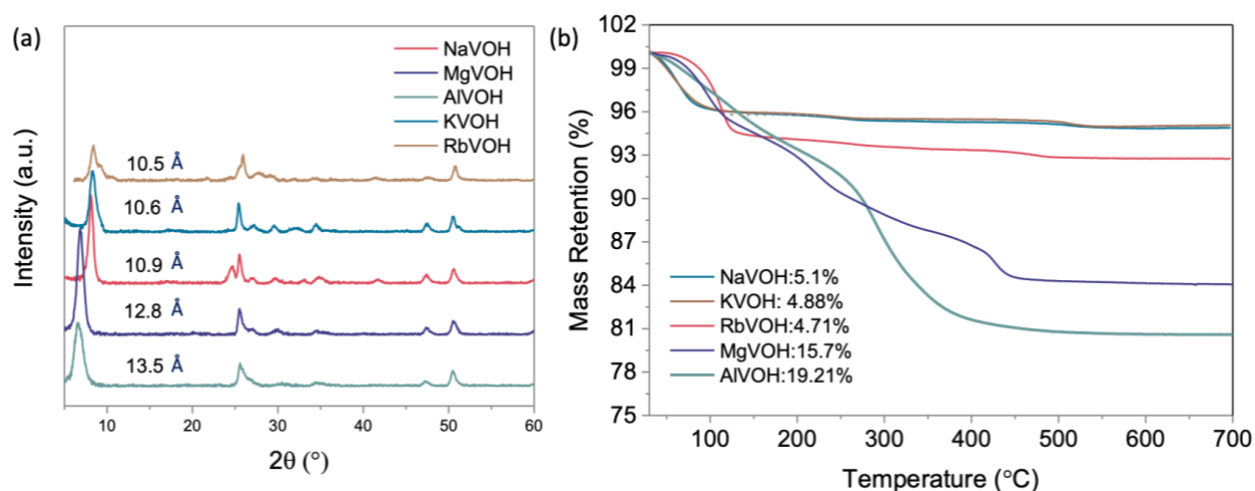 (a)
NaVOH
MgVOH
AlVOH
KVOH
RbVOH
10.5 Å
10.6 Å
10.9 Å
12.8 Å
13.5 Å
Intensity (a.u.)
10 20 30 40 50 60
2θ (°)
(b)
102
99
96
93
90
87
84
81
78
75
Mass Retention (%)
NaVOH:5.1%
KVOH: 4.88%
RbVOH:4.71%
MgVOH:15.7%
AlVOH:19.21%
100 200 300 400 500 600 700
Temperature (°C)